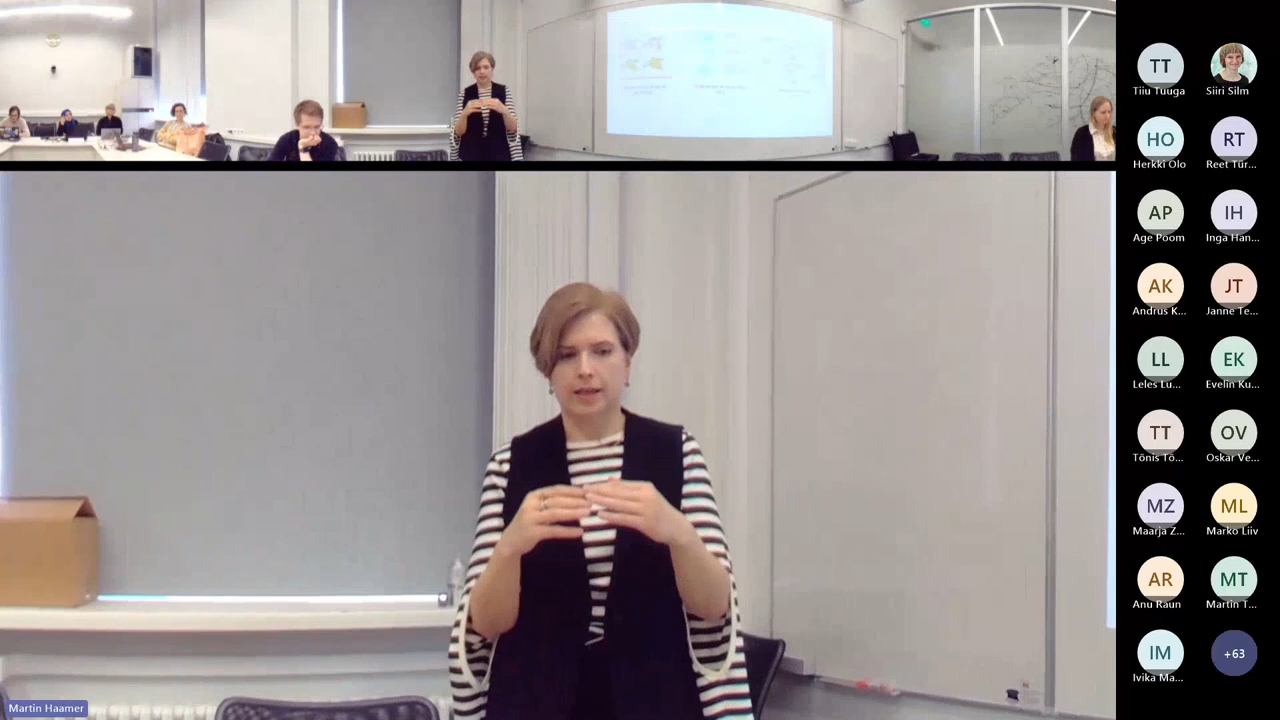 TT
Tiiu Tuuga
Siiri Silm
HO
Herkki Olo
RT
Reet Tür...
AP
Age Poom
IH
Inga Han...
AK
Andrus K...
JT
Janne Te...
LL
Leles Lu...
EK
Evelin Ku...
TT
Tõnis Tõ...
OV
Oskar Ve...
MZ
Maarja Z...
ML
Marko Liiv
AR
Anu Raun
MT
Martin T...
IM
Ivika Ma...
+63
Martin Haamer